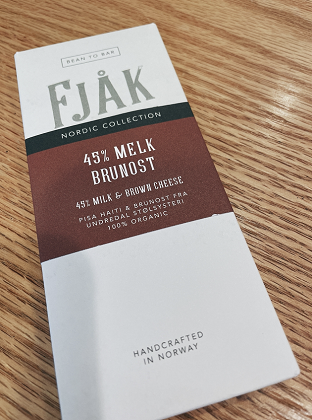 BEAN TO BAR
FJÅK
NORDIC COLLECTION
45% MELK
BRUNOST
45% MILK & BROWN CHEESE
PISA HAITI & BRUNOST FRA
UNDREDAL STØLSYSTERI
100% ORGANIC
HANDCRAFTED
IN NORWAY